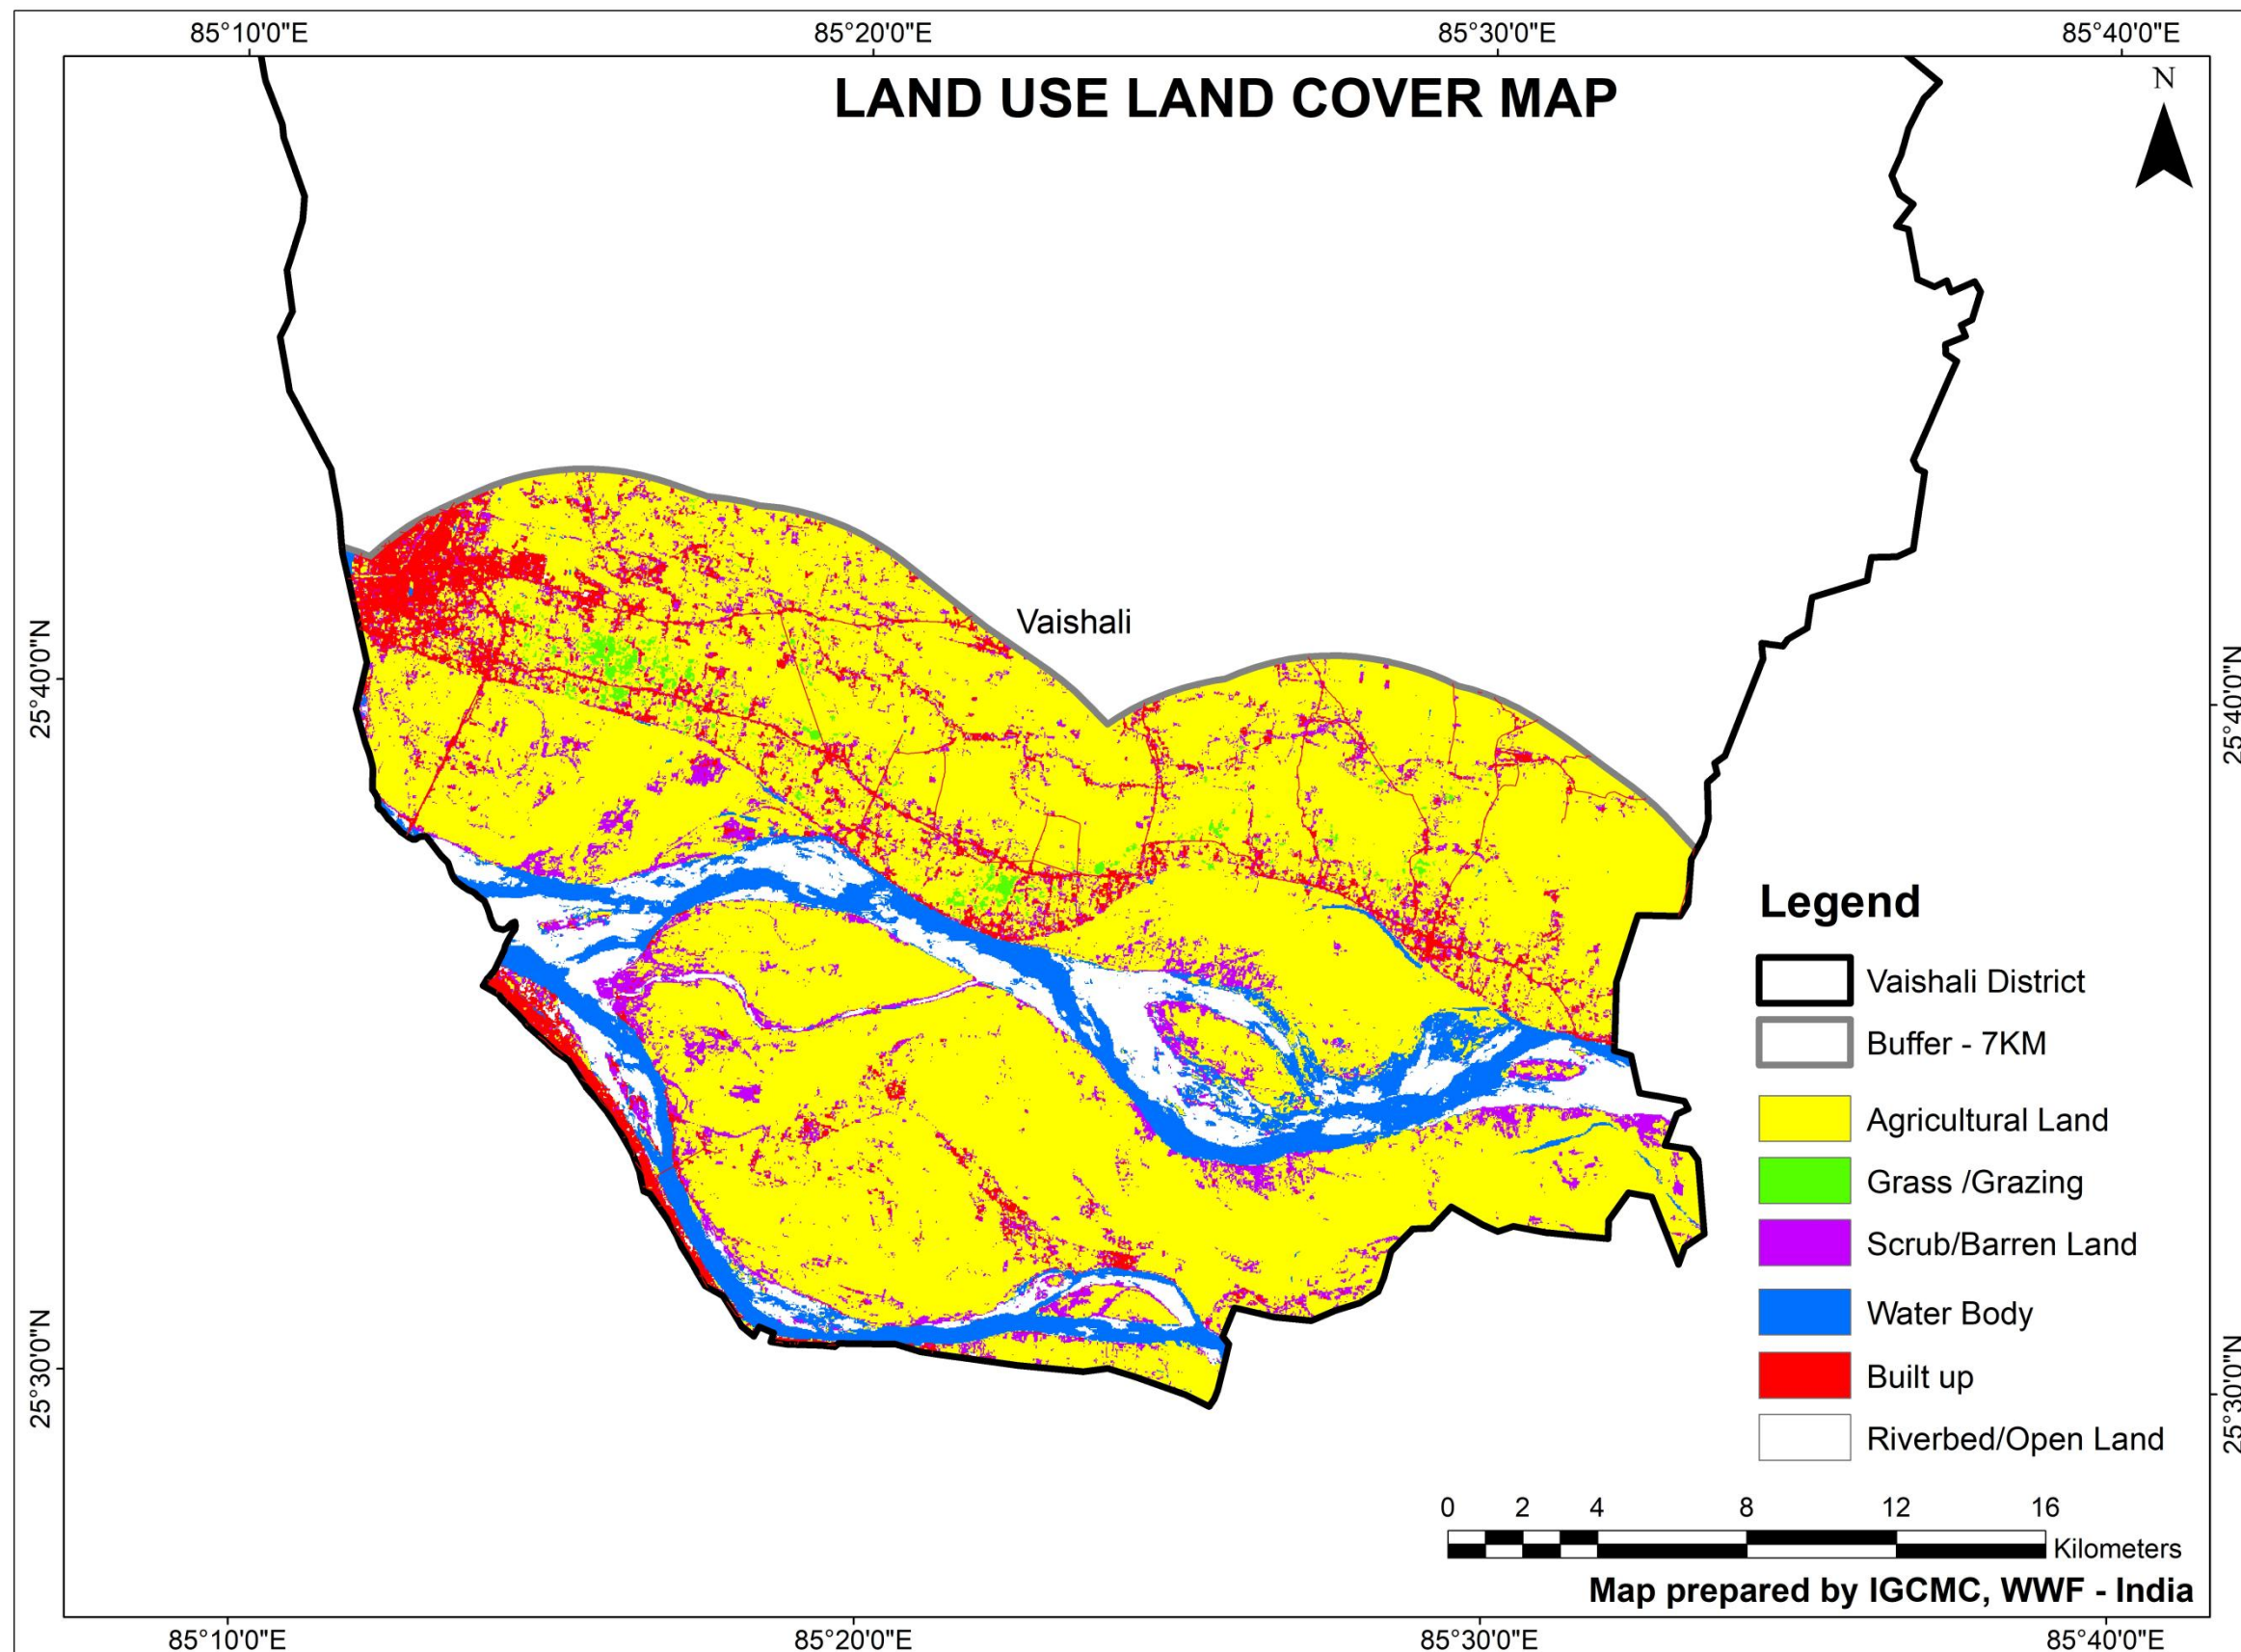 85°10'0"E
85°20'0"E
85°30'0"E
85°40'0"E
LAND USE LAND COVER MAP
N
Vaishali
25°40'0"N
25°40'0"N
Legend
Vaishali District
Buffer - 7KM
Agricultural Land
Grass /Grazing
Scrub/Barren Land
Water Body
Built up
Riverbed/Open Land
25°30'0"N
25°30'0"N
0 2 4 8 12 16
Kilometers
Map prepared by IGCMC, WWF - India
85°10'0"E
85°20'0"E
85°30'0"E
85°40'0"E